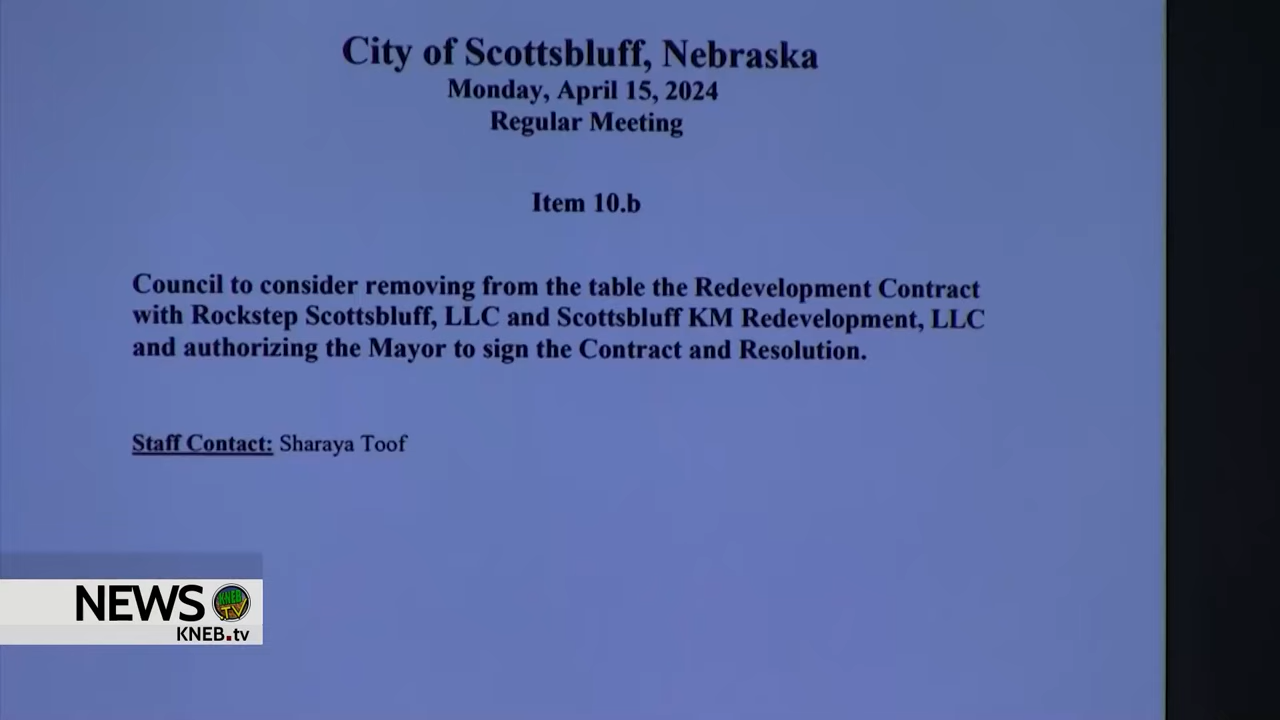 City of Scottsbluff, Nebraska
Monday, April 15, 2024
Regular Meeting
Item 10.b
Council to consider removing from the table the Redevelopment Contract
with Rockstep Scottsbluff, LLC and Scottsbluff KM Redevelopment, LLC
and authorizing the Mayor to sign the Contract and Resolution.
Staff Contact: Sharaya Toof
NEWS KNEB TV
KNEB.tv